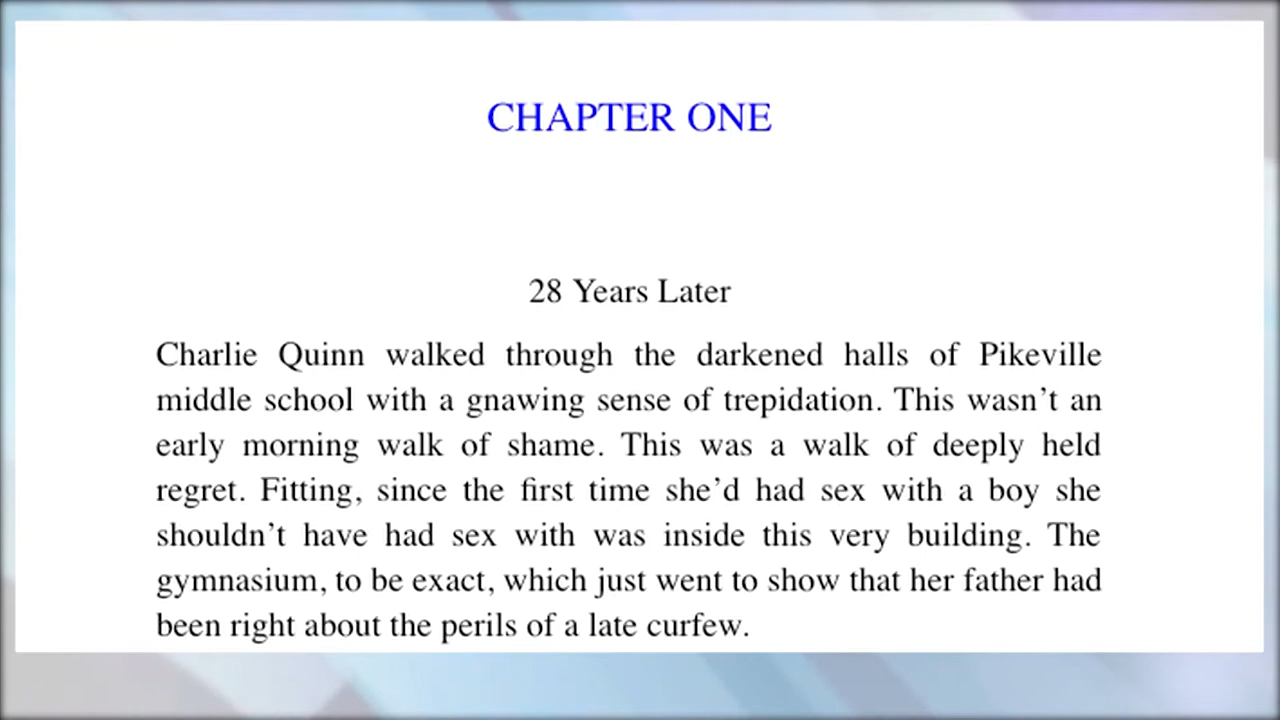 CHAPTER ONE
28 Years Later
Charlie Quinn walked through the darkened halls of Pikeville
middle school with a gnawing sense of trepidation. This wasn’t an
early morning walk of shame. This was a walk of deeply held
regret. Fitting, since the first time she’d had sex with a boy she
shouldn’t have had sex with was inside this very building. The
gymnasium, to be exact, which just went to show that her father had
been right about the perils of a late curfew.